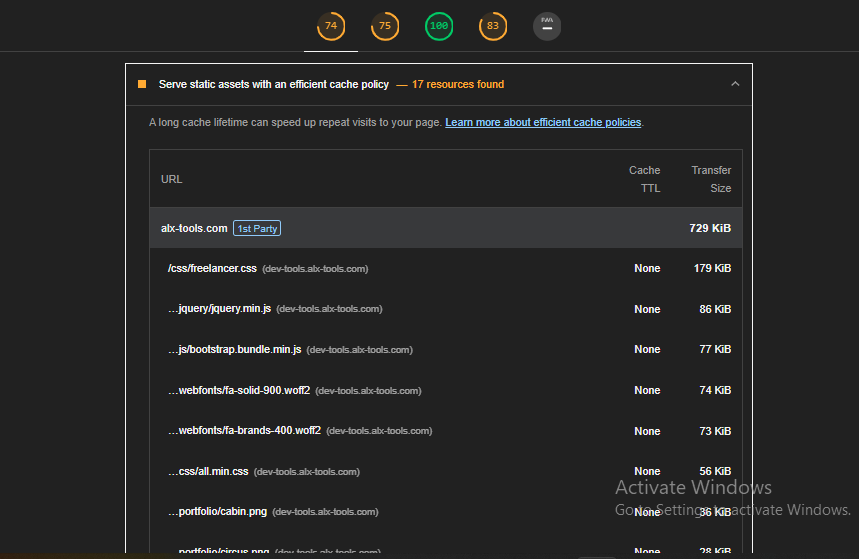 74 75 100 83 PWA
Serve static assets with an efficient cache policy — 17 resources found
A long cache lifetime can speed up repeat visits to your page. Learn more about efficient cache policies.
URL Cache TTL Transfer Size
alx-tools.com 1st Party 729 KiB
/css/freelancer.css (dev-tools.alx-tools.com) None 179 KiB
…jquery/jquery.min.js (dev-tools.alx-tools.com) None 86 KiB
…js/bootstrap.bundle.min.js (dev-tools.alx-tools.com) None 77 KiB
…webfonts/fa-solid-900.woff2 (dev-tools.alx-tools.com) None 74 KiB
…webfonts/fa-brands-400.woff2 (dev-tools.alx-tools.com) None 73 KiB
…css/all.min.css (dev-tools.alx-tools.com) None 56 KiB
Activate Windows
Go to Settings to activate Windows.
…portfolio/cabin.png (dev-tools.alx-tools.com) None 36 KiB
…portfolio/circus.png (dev-tools.alx-tools.com) None 28 KiB